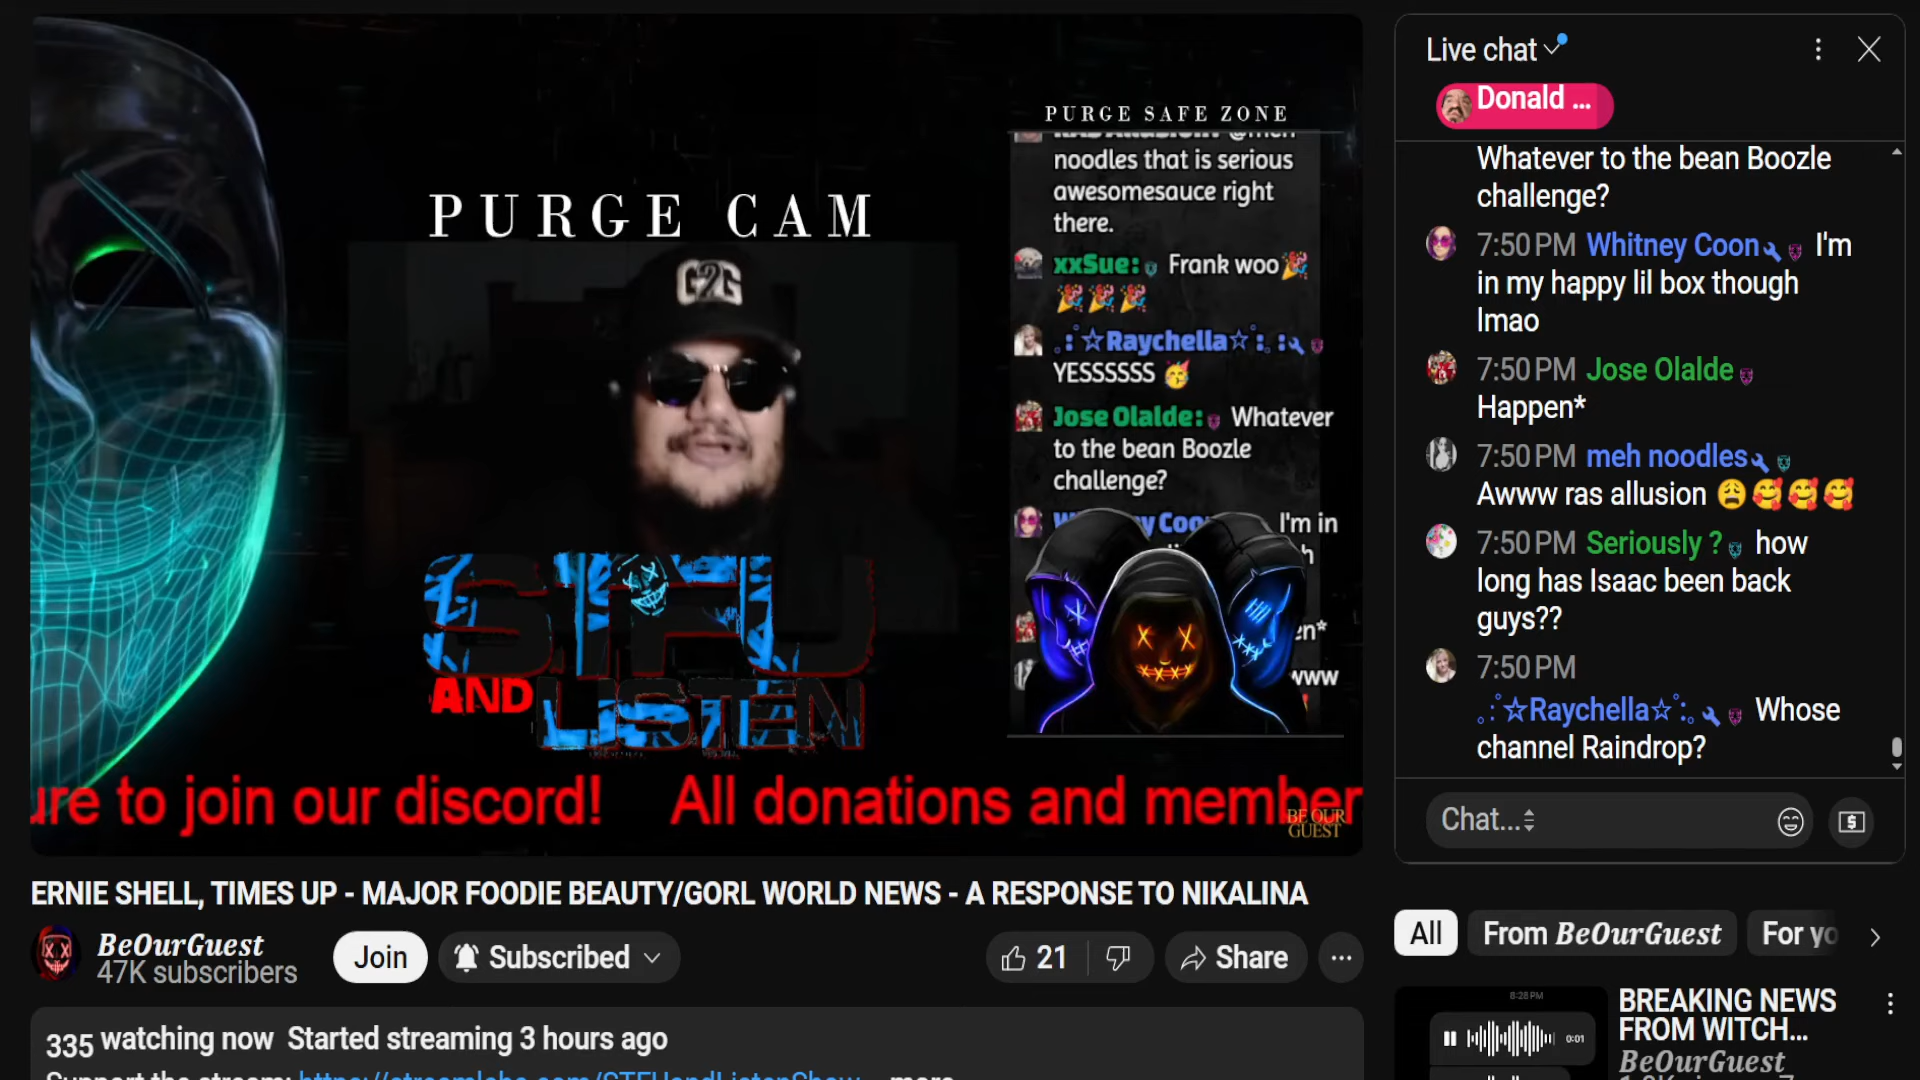 PURGE CAM
G2G
STFU
AND LISTEN
ure to join our discord! All donations and member
BE OUR
GUEST
PURGE SAFE ZONE
noodles that is serious
awesomesauce right
there.
xxSue: Frank woo🎉
🎉🎉🎉
｡⋮☆Raychella☆⋮｡
YESSSSSS 🥳
Jose Olalde: Whatever
to the bean Boozle
challenge?
I'm in
ERNIE SHELL, TIMES UP - MAJOR FOODIE BEAUTY/GORL WORLD NEWS - A RESPONSE TO NIKALINA
BeOurGuest
47K subscribers
Join
Subscribed
21
Share
335 watching now Started streaming 3 hours ago
Support the stream: https://streamlabs.com/STFUandListenShow ...more
Live chat
Donald ...
Whatever to the bean Boozle
challenge?
7:50 PM Whitney Coon I'm
in my happy lil box though
lmao
7:50 PM Jose Olalde
Happen*
7:50 PM meh noodles
Awww ras allusion 😩🥰🥰🥰
7:50 PM Seriously ? how
long has Isaac been back
guys??
7:50 PM
｡⋮☆Raychella☆⋮｡ Whose
channel Raindrop?
Chat...
All
From BeOurGuest
For yo
8:28 PM
0:01
BREAKING NEWS
FROM WITCH...
BeOurGuest